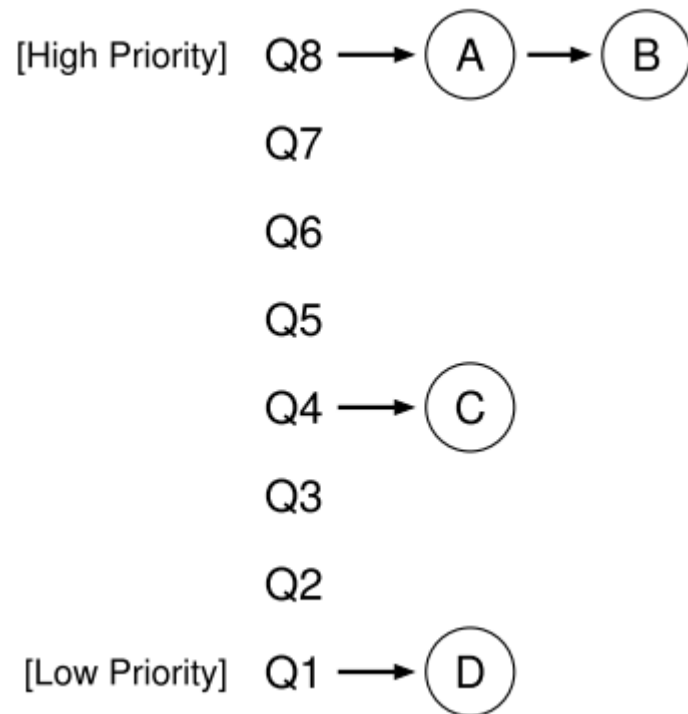 [High Priority] Q8 A B
Q7
Q6
Q5
Q4 C
Q3
Q2
[Low Priority] Q1 D